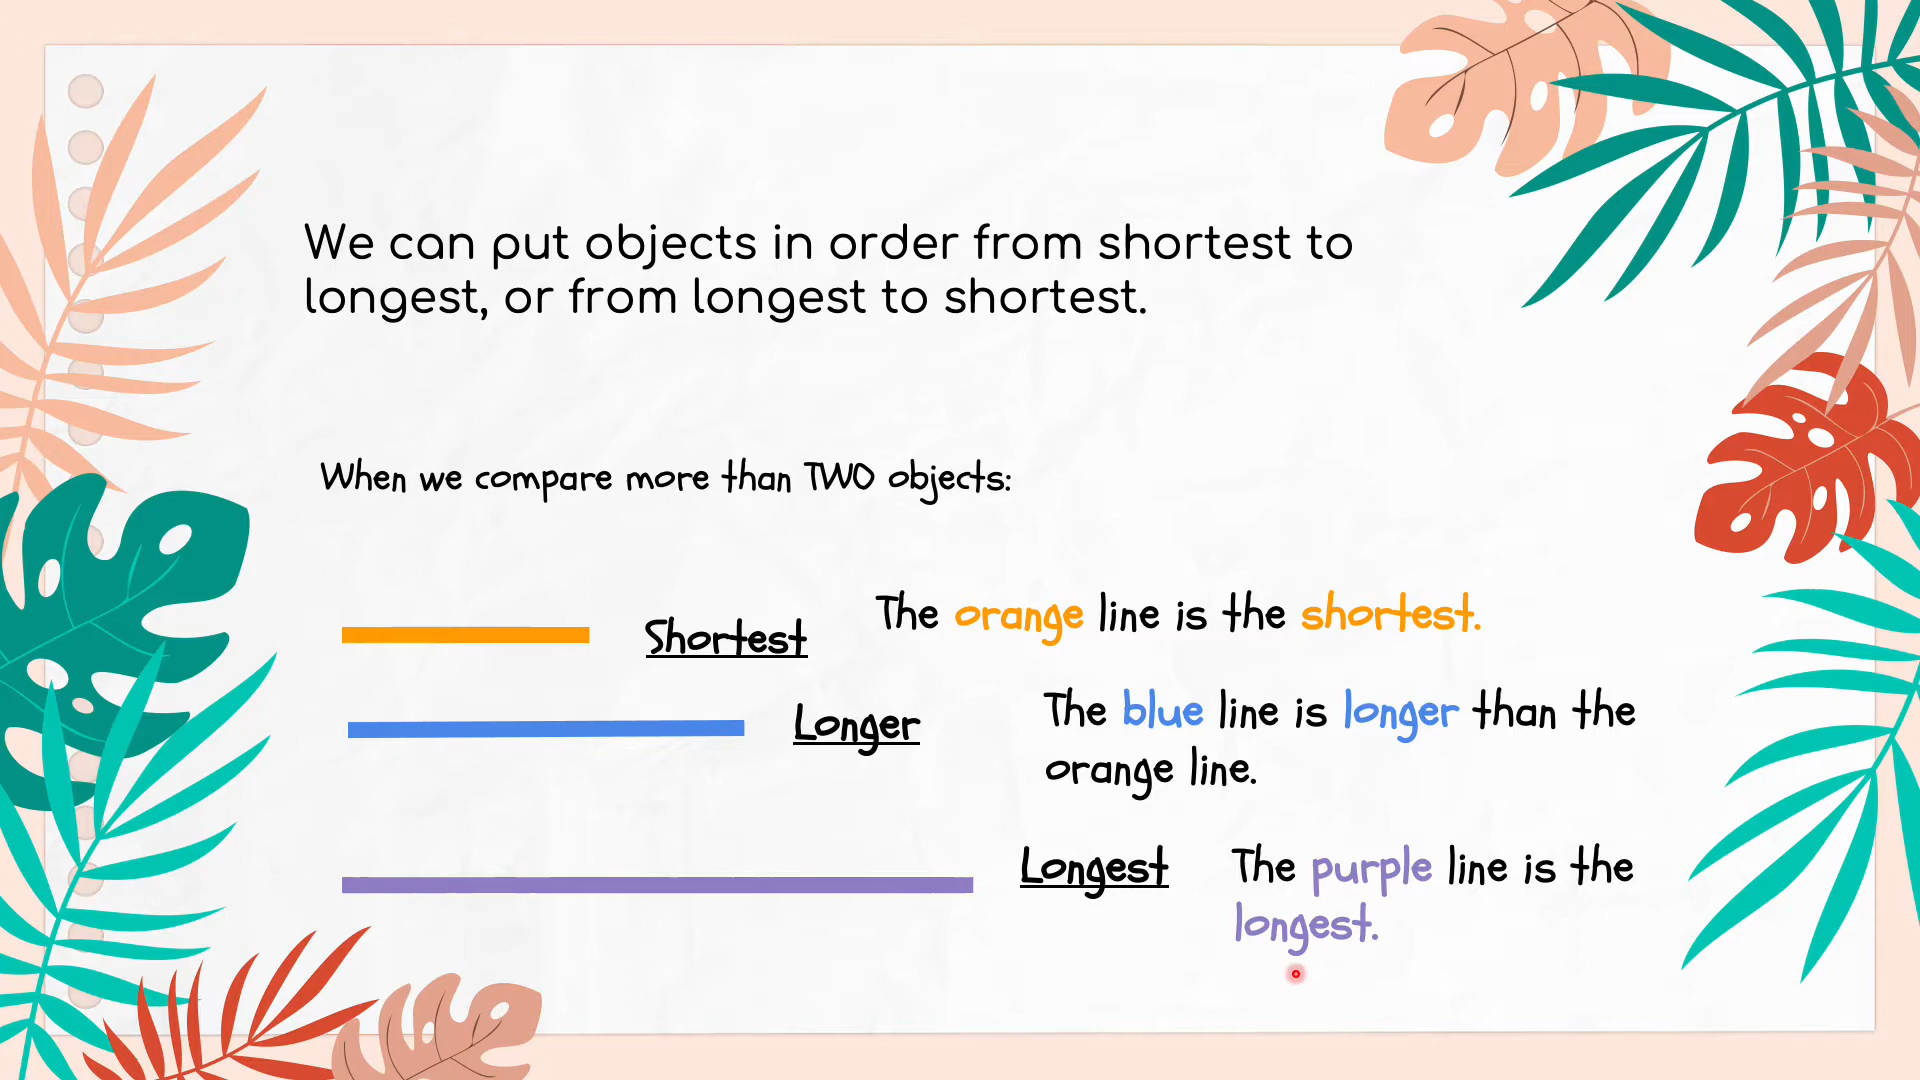 We can put objects in order from shortest to
longest, or from longest to shortest.
When we compare more than TWO objects:
Shortest
The orange line is the shortest.
Longer
The blue line is longer than the
orange line.
Longest
The purple line is the
longest.